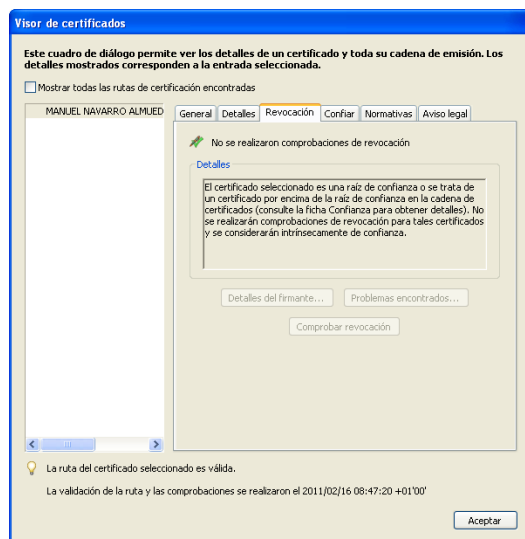 Visor de certificados
Este cuadro de diálogo permite ver los detalles de un certificado y toda su cadena de emisión. Los
detalles mostrados corresponden a la entrada seleccionada.
Mostrar todas las rutas de certificación encontradas
MANUEL NAVARRO ALMUED
General Detalles Revocación Confiar Normativas Aviso legal
No se realizaron comprobaciones de revocación
Detalles
El certificado seleccionado es una raíz de confianza o se trata de
un certificado por encima de la raíz de confianza en la cadena de
certificados (consulte la ficha Confianza para obtener detalles). No
se realizarán comprobaciones de revocación para tales certificados
y se considerarán intrínsecamente de confianza.
Detalles del firmante... Problemas encontrados...
Comprobar revocación
La ruta del certificado seleccionado es válida.
La validación de la ruta y las comprobaciones se realizaron el 2011/02/16 08:47:20 +01'00'
Aceptar